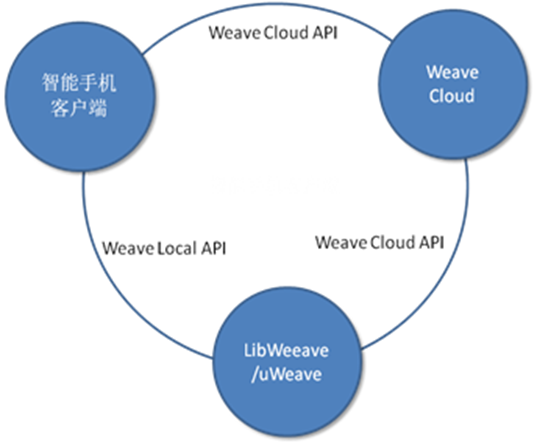 Weave Cloud API
智能手机
客户端
Weave
Cloud
Weave Local API
Weave Cloud API
LibWeeave
/uWeave